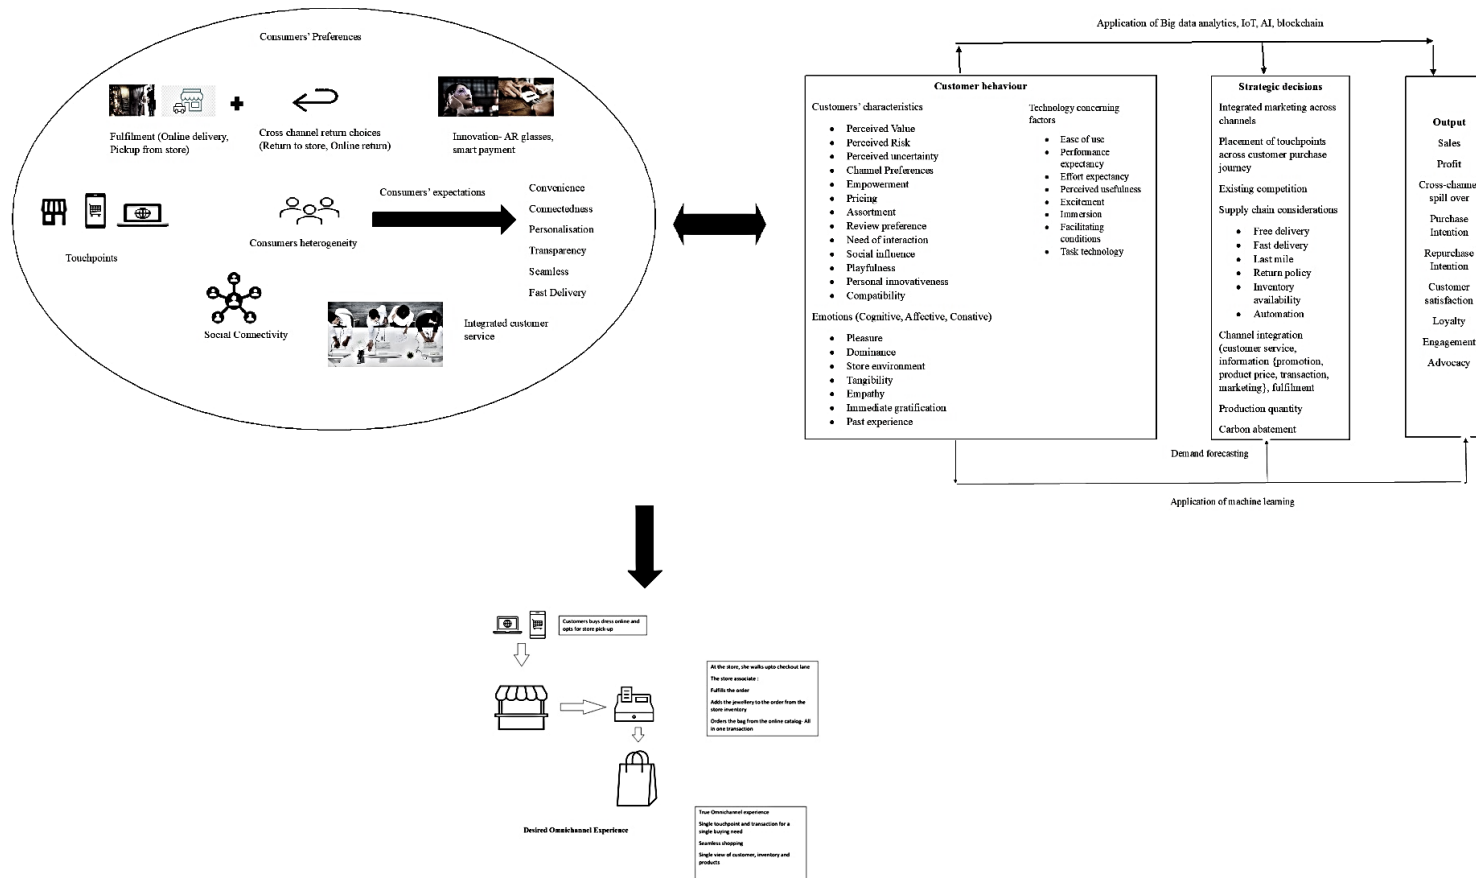 Consumers' Preferences
Fulfilment (Online delivery,
Pickup from store)
Cross channel return choices
(Return to store, Online return)
Innovation- AR glasses,
smart payment
Touchpoints
Consumers heterogeneity
Consumers' expectations
Convenience
Connectedness
Personalisation
Transparency
Seamless
Fast Delivery
Social Connectivity
Integrated customer
service
Application of Big data analytics, IoT, AI, blockchain
Customer behaviour
Customers' characteristics
Perceived Value
Perceived Risk
Perceived uncertainty
Channel Preferences
Empowerment
Pricing
Assortment
Review preference
Need of interaction
Social influence
Playfulness
Personal innovativeness
Compatibility
Emotions (Cognitive, Affective, Conative)
Pleasure
Dominance
Store environment
Tangibility
Empathy
Immediate gratification
Past experience
Technology concerning
factors
Ease of use
Performance
expectancy
Effort expectancy
Perceived usefulness
Excitement
Immersion
Facilitating
conditions
Task technology
Strategic decisions
Integrated marketing across
channels
Placement of touchpoints
across customer purchase
journey
Existing competition
Supply chain considerations
Free delivery
Fast delivery
Last mile
Return policy
Inventory
availability
Automation
Channel integration
(customer service,
information {promotion,
product price, transaction,
marketing}, fulfilment
Production quantity
Carbon abatement
Output
Sales
Profit
Cross-channel
spill over
Purchase
Intention
Repurchase
Intention
Customer
satisfaction
Loyalty
Engagement
Advocacy
Demand forecasting
Application of machine learning
Customers buys dress online and
opts for store pick up
At the store, she walks upto checkout lane
The store associate :
Fulfills the order
Adds the jewellery to the order from the
store inventory
Orders the bag from the online catalog- All
in one transaction
Desired Omnichannel Experience
True Omnichannel experience
Single touchpoint and transaction for a
single buying need
Seamless shopping
Single view of customer, inventory and
products